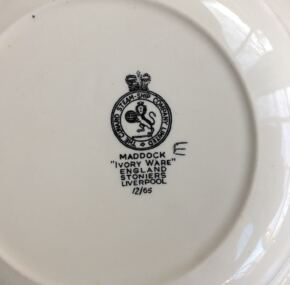 THE CUNARD STEAM-SHIP COMPANY LIMITED
MADDOCK
E
"IVORY WARE"
ENGLAND
STONIERS
LIVERPOOL
12/65